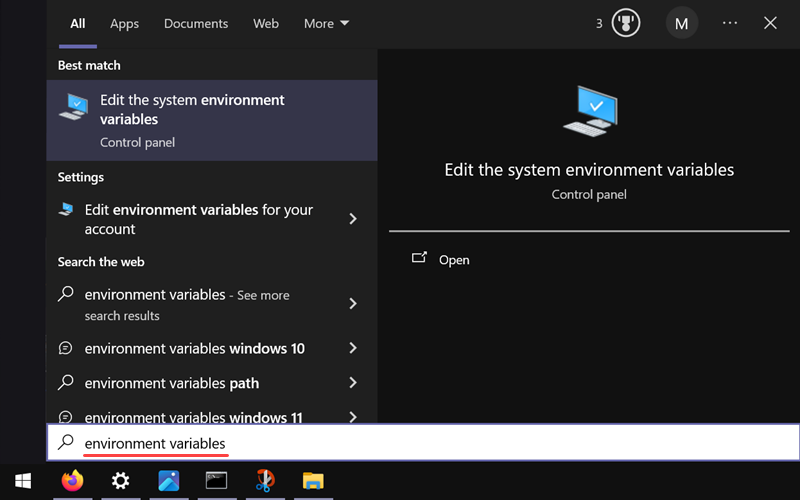 All Apps Documents Web More 3 M
Best match
Edit the system environment
variables
Control panel
Settings
Edit environment variables for your
account
Search the web
environment variables - See more
search results
environment variables windows 10
environment variables path
environment variables windows 11
environment variables
Edit the system environment variables
Control panel
Open